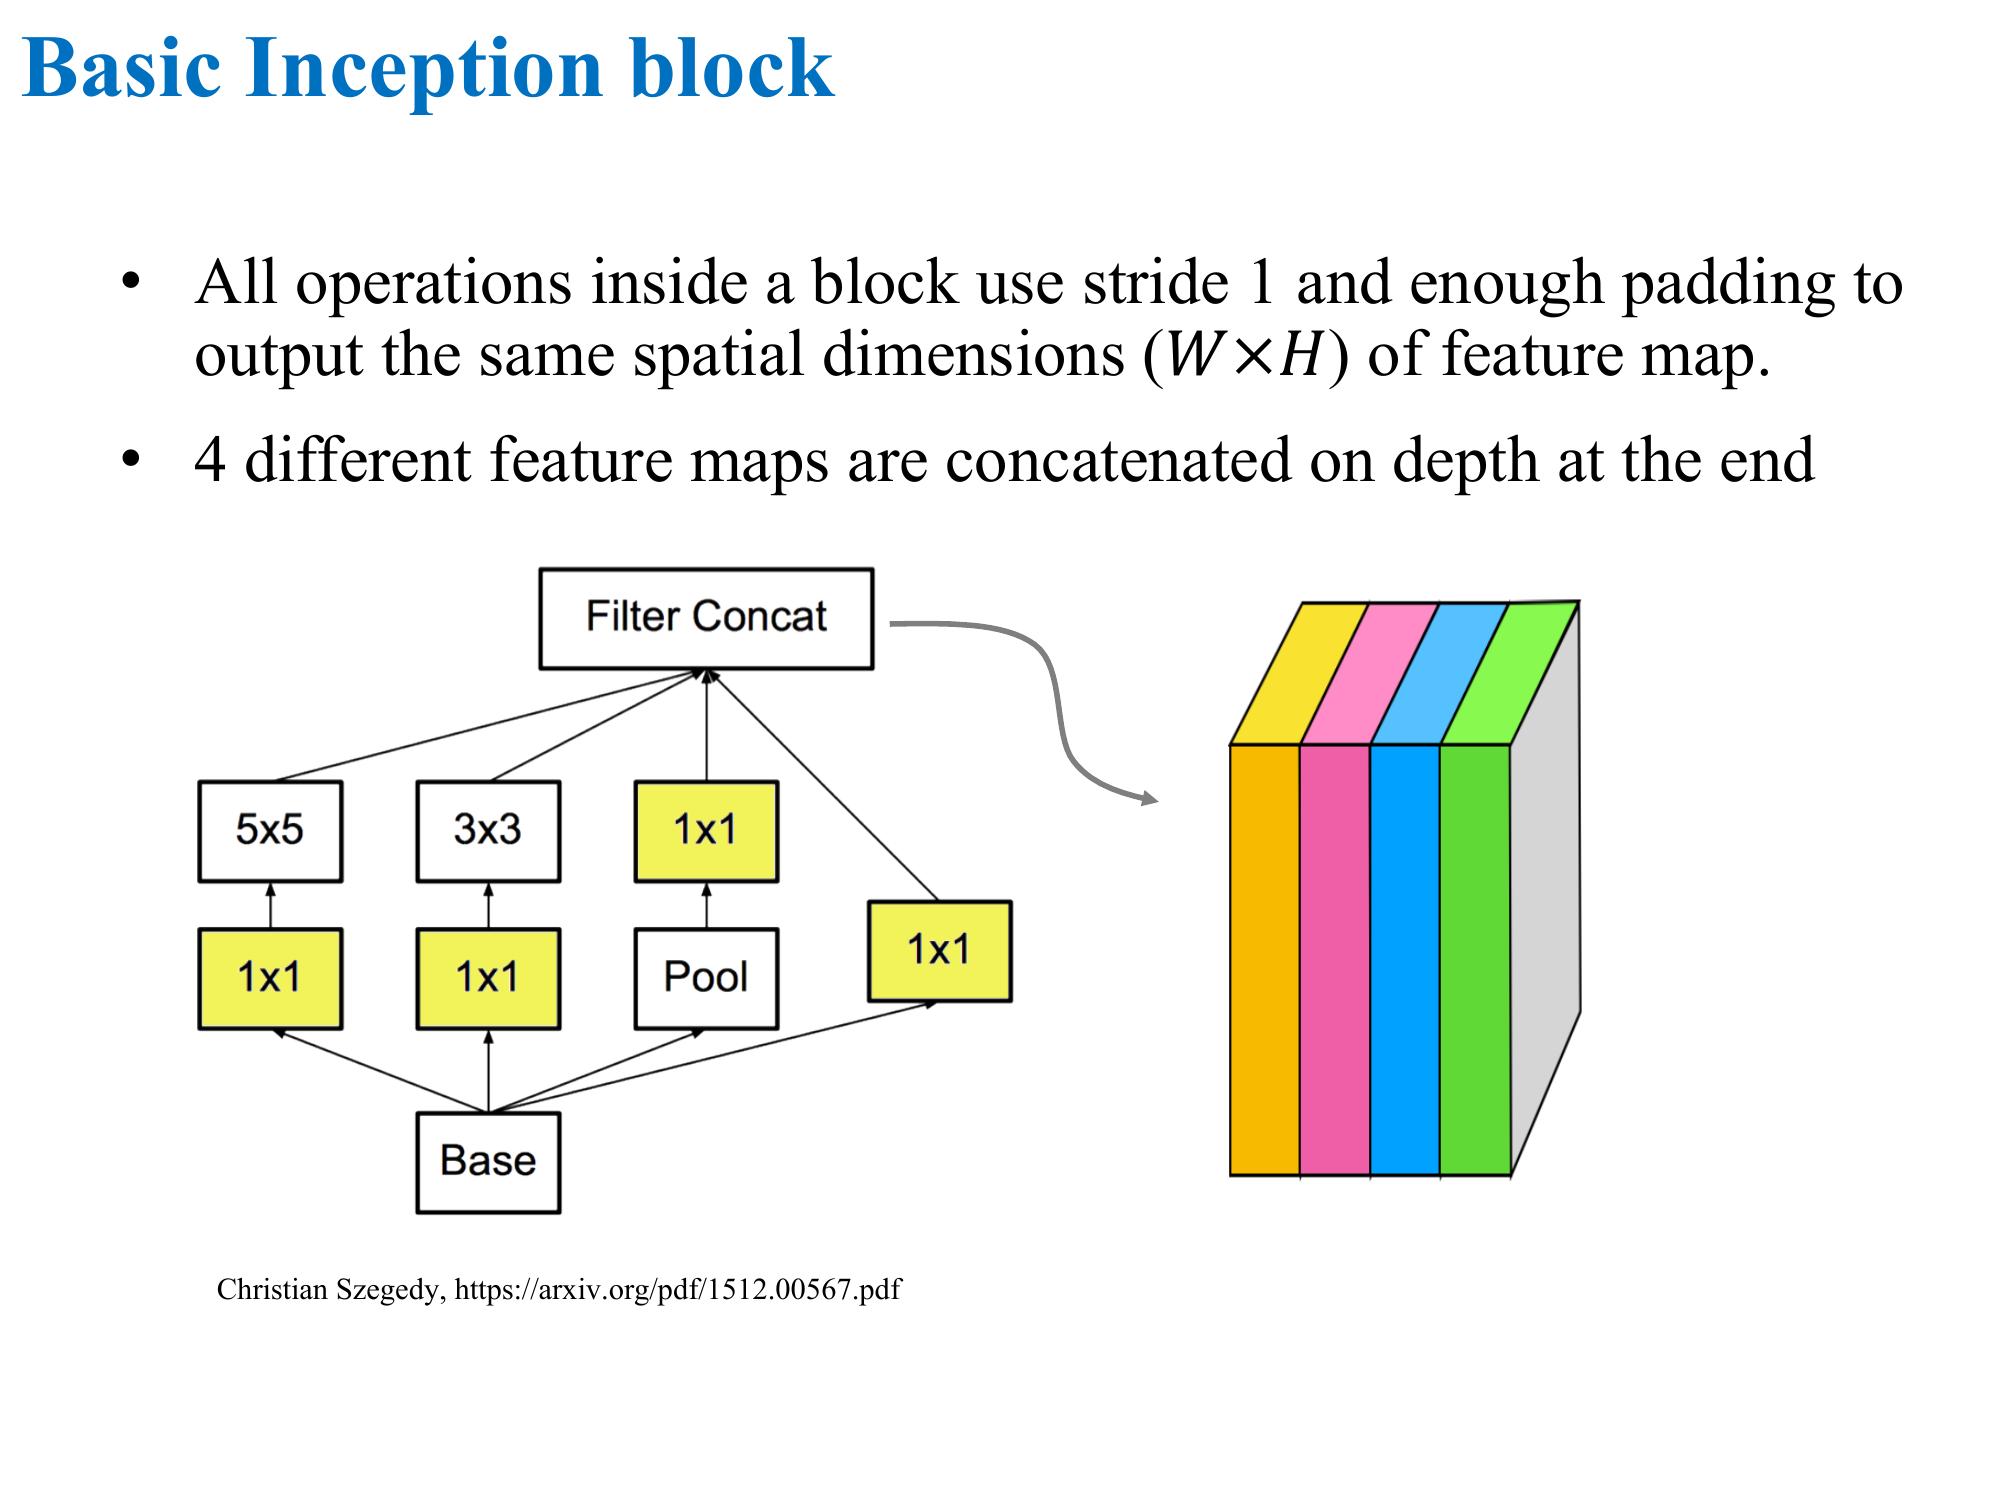 Basic Inception block
• All operations inside a block use stride 1 and enough padding to
output the same spatial dimensions (W×H) of feature map.
• 4 different feature maps are concatenated on depth at the end
Filter Concat
5x5 3x3 1x1
1x1
1x1 1x1 Pool
Base
Christian Szegedy, https://arxiv.org/pdf/1512.00567.pdf